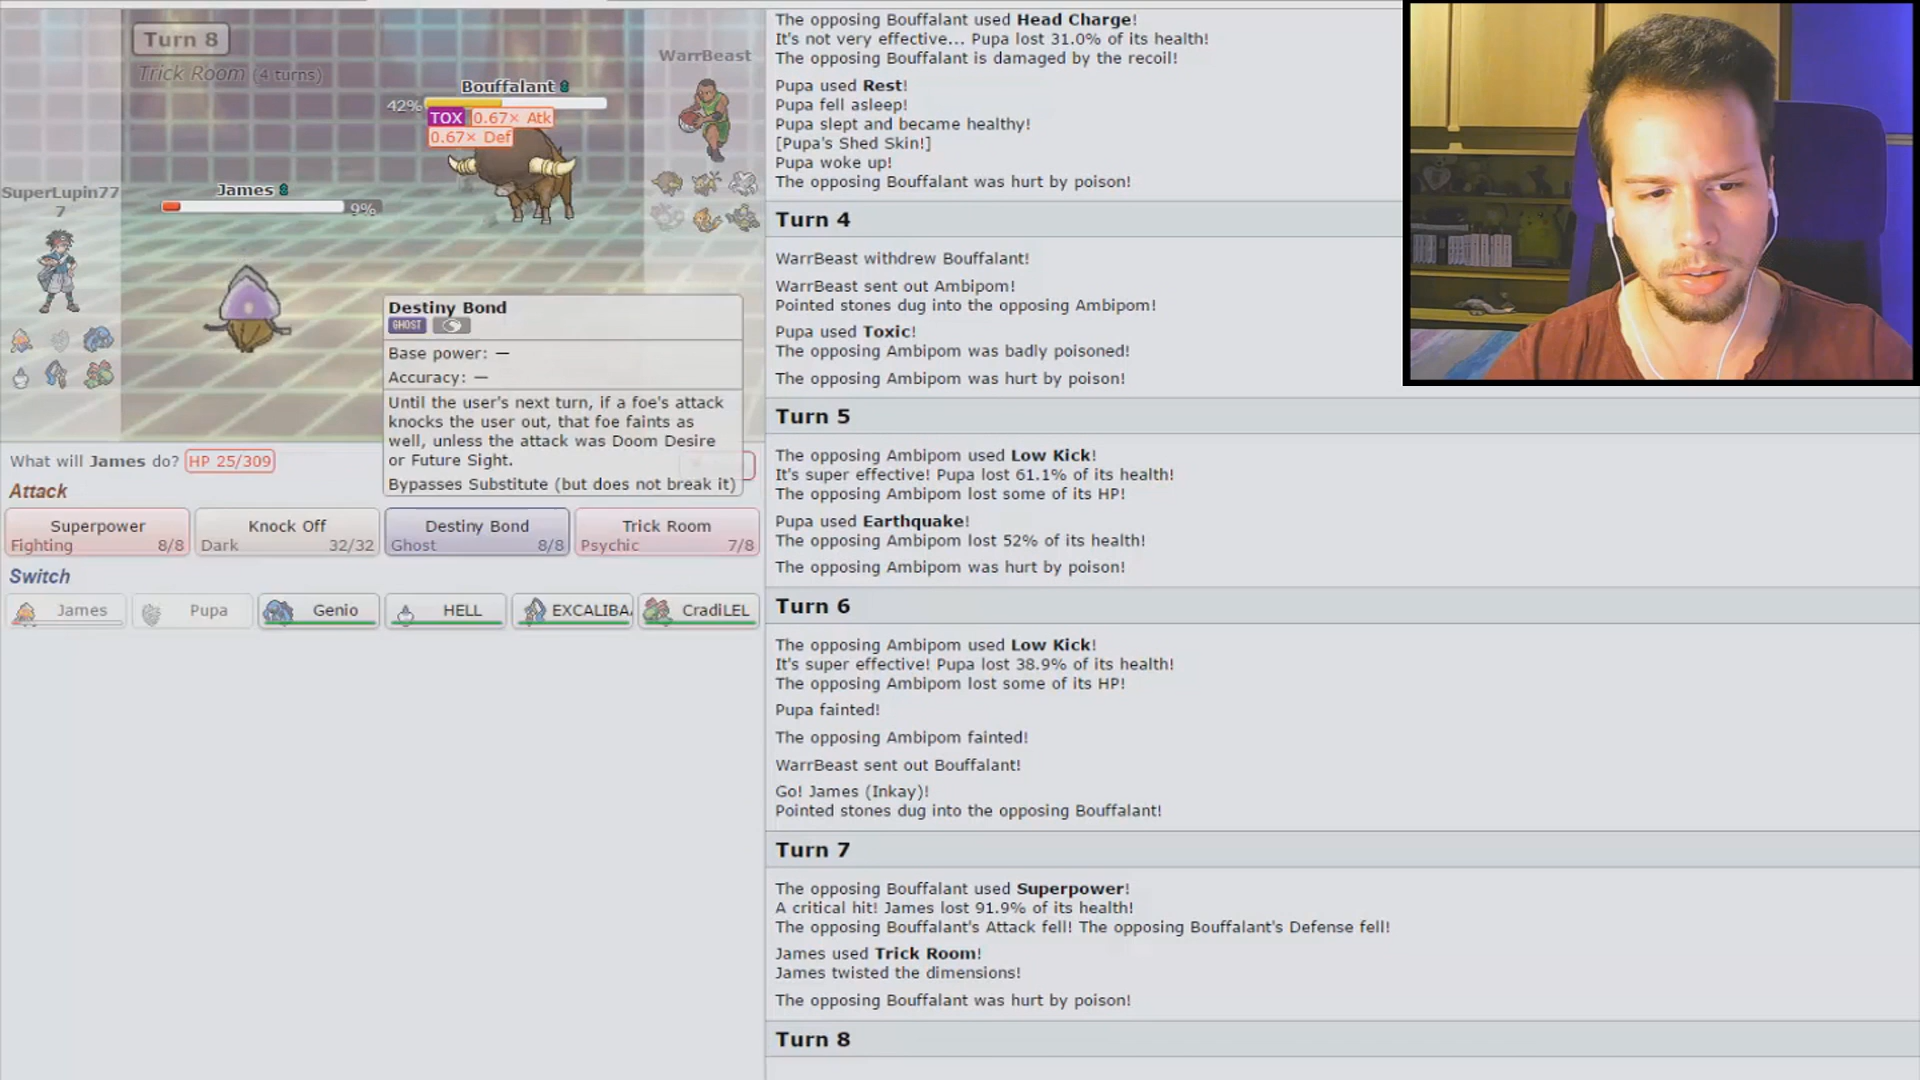 Turn 8
Trick Room (4 turns)
WarrBeast
Bouffalant
42%
TOX 0.67× Atk
0.67× Def
SuperLupin77
7
James
9%
Destiny Bond
GHOST
Base power: —
Accuracy: —
Until the user's next turn, if a foe's attack
knocks the user out, that foe faints as
well, unless the attack was Doom Desire
or Future Sight.
Bypasses Substitute (but does not break it)
What will James do? HP 25/309
Attack
Superpower
Fighting 8/8
Knock Off
Dark 32/32
Destiny Bond
Ghost 8/8
Trick Room
Psychic 7/8
Switch
James
Pupa
Genio
HELL
EXCALIBA
CradiLEL
The opposing Bouffalant used Head Charge!
It's not very effective... Pupa lost 31.0% of its health!
The opposing Bouffalant is damaged by the recoil!
Pupa used Rest!
Pupa fell asleep!
Pupa slept and became healthy!
[Pupa's Shed Skin!]
Pupa woke up!
The opposing Bouffalant was hurt by poison!
Turn 4
WarrBeast withdrew Bouffalant!
WarrBeast sent out Ambipom!
Pointed stones dug into the opposing Ambipom!
Pupa used Toxic!
The opposing Ambipom was badly poisoned!
The opposing Ambipom was hurt by poison!
Turn 5
The opposing Ambipom used Low Kick!
It's super effective! Pupa lost 61.1% of its health!
The opposing Ambipom lost some of its HP!
Pupa used Earthquake!
The opposing Ambipom lost 52% of its health!
The opposing Ambipom was hurt by poison!
Turn 6
The opposing Ambipom used Low Kick!
It's super effective! Pupa lost 38.9% of its health!
The opposing Ambipom lost some of its HP!
Pupa fainted!
The opposing Ambipom fainted!
WarrBeast sent out Bouffalant!
Go! James (Inkay)!
Pointed stones dug into the opposing Bouffalant!
Turn 7
The opposing Bouffalant used Superpower!
A critical hit! James lost 91.9% of its health!
The opposing Bouffalant's Attack fell! The opposing Bouffalant's Defense fell!
James used Trick Room!
James twisted the dimensions!
The opposing Bouffalant was hurt by poison!
Turn 8